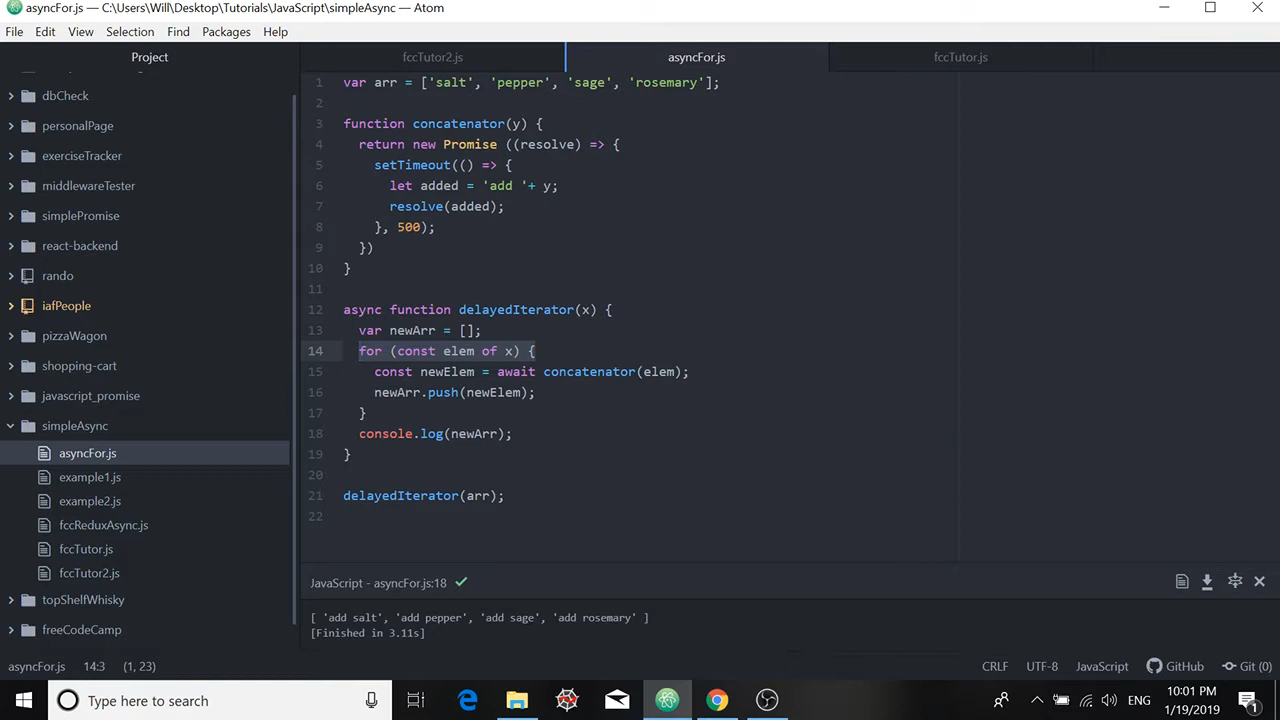 asyncFor.js — C:\Users\Will\Desktop\Tutorials\JavaScript\simpleAsync — Atom
File Edit View Selection Find Packages Help
Project
fccTutor2.js asyncFor.js fccTutor.js
dbCheck
personalPage
exerciseTracker
middlewareTester
simplePromise
react-backend
rando
iafPeople
pizzaWagon
shopping-cart
javascript_promise
simpleAsync
asyncFor.js
example1.js
example2.js
fccReduxAsync.js
fccTutor.js
fccTutor2.js
topShelfWhisky
freeCodeCamp
1 var arr = ['salt', 'pepper', 'sage', 'rosemary'];
2
3 function concatenator(y) {
4 return new Promise ((resolve) => {
5 setTimeout(() => {
6 let added = 'add '+ y;
7 resolve(added);
8 }, 500);
9 })
10 }
11
12 async function delayedIterator(x) {
13 var newArr = [];
14 for (const elem of x) {
15 const newElem = await concatenator(elem);
16 newArr.push(newElem);
17 }
18 console.log(newArr);
19 }
20
21 delayedIterator(arr);
22
JavaScript - asyncFor.js:18
[ 'add salt', 'add pepper', 'add sage', 'add rosemary' ]
[Finished in 3.11s]
asyncFor.js 14:3 (1, 23) CRLF UTF-8 JavaScript GitHub Git (0)
Type here to search
ENG
10:01 PM
1/19/2019
1